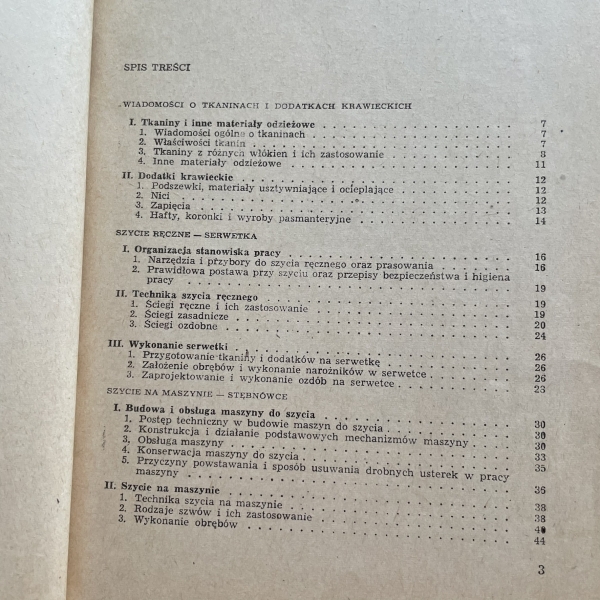 SPIS TREŚCI
WIADOMOŚCI O TKANINACH I DODATKACH KRAWIECKICH
I. Tkaniny i inne materiały odzieżowe 7
1. Wiadomości ogólne o tkaninach 7
2. Właściwości tkanin 7
3. Tkaniny z różnych włókien i ich zastosowanie 8
4. Inne materiały odzieżowe 11
II. Dodatki krawieckie 12
1. Podszewki, materiały usztywniające i ocieplające 12
2. Nici 12
3. Zapięcia 13
4. Hafty, koronki i wyroby pasmanteryjne 14
SZYCIE RĘCZNE — SERWETKA
I. Organizacja stanowiska pracy 16
1. Narzędzia i przybory do szycia ręcznego oraz prasowania 16
2. Prawidłowa postawa przy szyciu oraz przepisy bezpieczeństwa i higiena
pracy 19
II. Technika szycia ręcznego 19
1. Ściegi ręczne i ich zastosowanie 19
2. Ściegi zasadnicze 20
3. Ściegi ozdobne 24
III. Wykonanie serwetki 26
1. Przygotowanie tkaniny i dodatków na serwetkę 26
2. Założenie obrębów i wykonanie narożników w serwetce 26
3. Zaprojektowanie i wykonanie ozdób na serwetce 23
SZYCIE NA MASZYNIE — STĘBNÓWCE
I. Budowa i obsługa maszyny do szycia 30
1. Postęp techniczny w budowie maszyn do szycia 30
2. Konstrukcja i działanie podstawowych mechanizmów maszyny 30
3. Obsługa maszyny 33
4. Konserwacja maszyny do szycia 35
5. Przyczyny powstawania i sposób usuwania drobnych usterek w pracy
maszyny 36
II. Szycie na maszynie 38
1. Technika szycia na maszynie 38
2. Rodzaje szwów i ich zastosowanie 40
3. Wykonanie obrębów 44
3